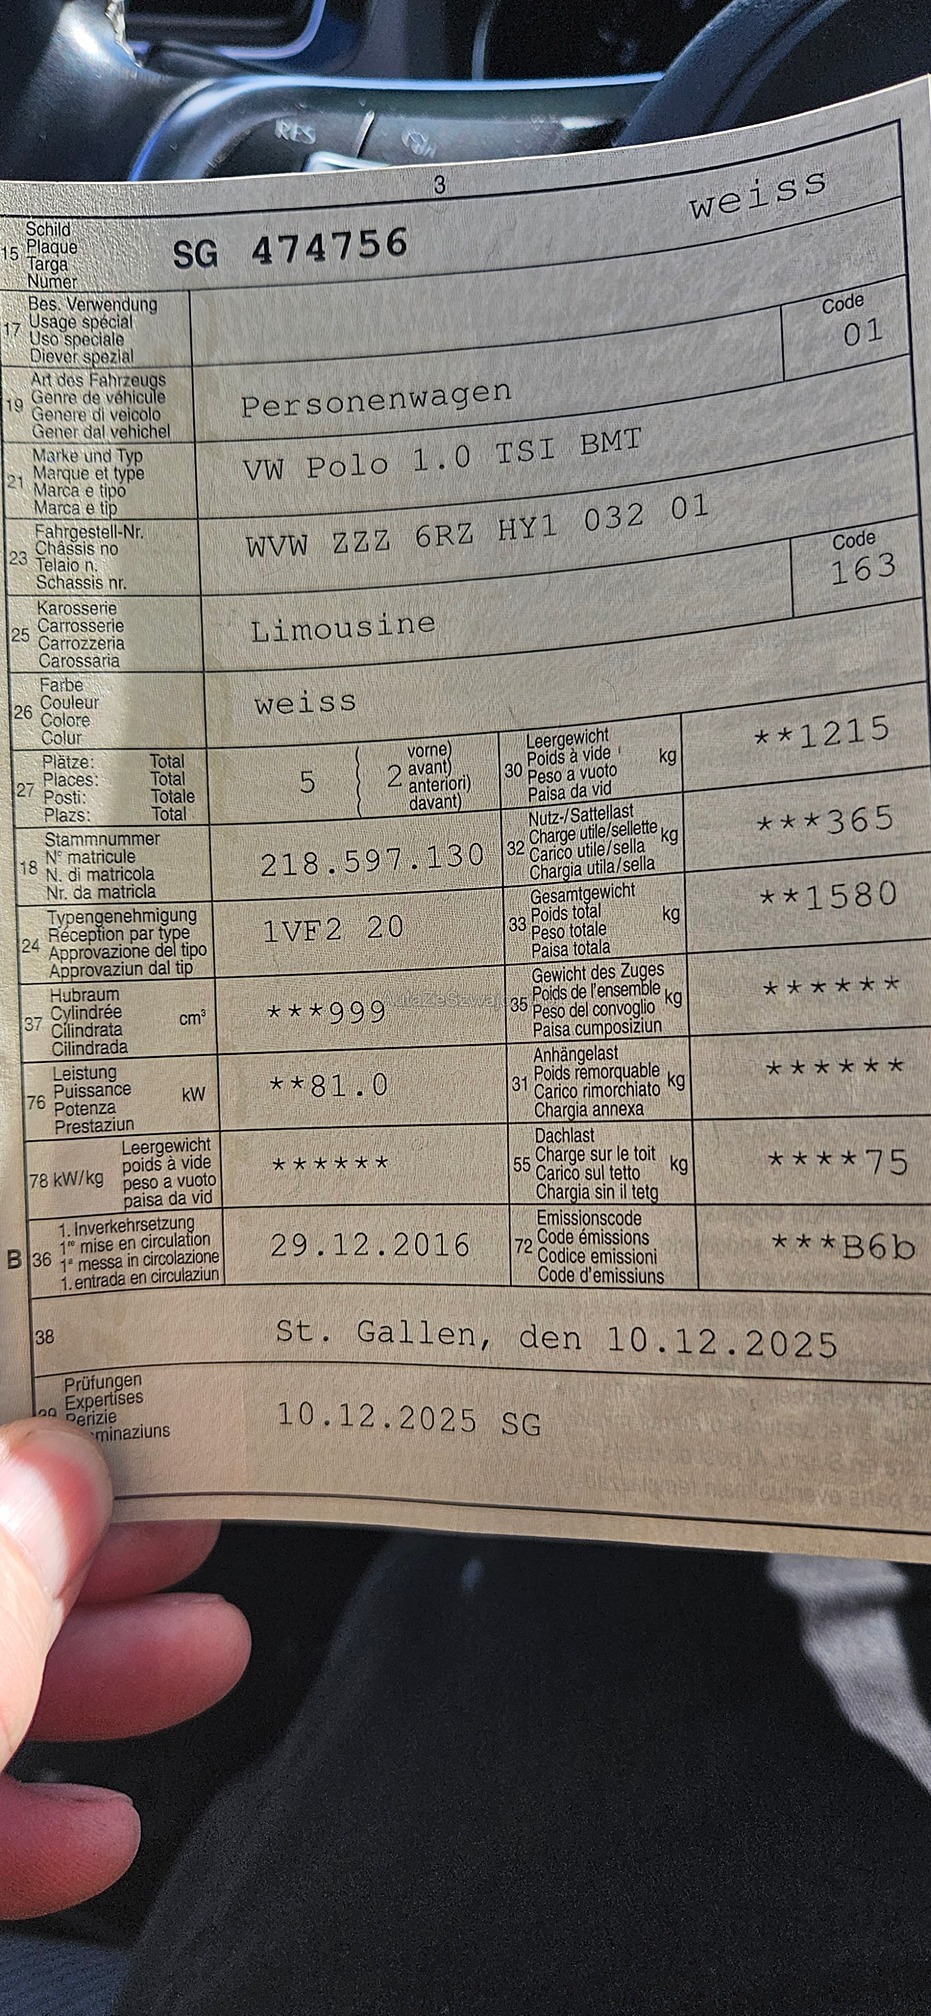 RES
3
15 Schild
Plaque
Targa
Numer
SG 474756
weiss
17 Bes. Verwendung
Usage spécial
Uso speciale
Diever spezial
Code
01
19 Art des Fahrzeugs
Genre de véhicule
Genere di veicolo
Gener dal vehichel
Personenwagen
21 Marke und Typ
Marque et type
Marca e tipo
Marca e tip
VW Polo 1.0 TSI BMT
23 Fahrgestell-Nr.
Châssis no
Telaio n.
Schassis nr.
WVW ZZZ 6RZ HY1 032 01
25 Karosserie
Carrosserie
Carrozzeria
Carossaria
Limousine
Code
163
26 Farbe
Couleur
Colore
Colur
weiss
27 Plätze: Total
Places: Total
Posti: Totale
Plazs: Total
5 ( 2
vorne)
avant)
anteriori)
davant)
30 Leergewicht
Poids à vide
Peso a vuoto
Paisa da vid
kg
**1215
18 Stammnummer
N° matricule
N. di matricola
Nr. da matricla
218.597.130
32 Nutz-/Sattellast
Charge utile/sellette
Carico utile/sella
Chargia utila/sella
kg
***365
24 Typengenehmigung
Réception par type
Approvazione del tipo
Approvaziun dal tip
1VF2 20
33 Gesamtgewicht
Poids total
Peso totale
Paisa totala
kg
**1580
37 Hubraum
Cylindrée
Cilindrata
Cilindrada
cm³
***999
35 Gewicht des Zuges
Poids de l'ensemble
Peso del convoglio
Paisa cumposiziun
kg
******
76 Leistung
Puissance
Potenza
Prestaziun
kW
**81.0
31 Anhängelast
Poids remorquable
Carico rimorchiato
Chargia annexa
kg
******
78 kW/kg
Leergewicht
poids à vide
peso a vuoto
paisa da vid
******
55 Dachlast
Charge sur le toit
Carico sul tetto
Chargia sin il tetg
kg
****75
B 36 1. Inverkehrsetzung
1re mise en circulation
1a messa in circolazione
1. entrada en circulaziun
29.12.2016
72 Emissionscode
Code émissions
Codice emissioni
Code d'emissiuns
***B6b
38
St. Gallen, den 10.12.2025
Prüfungen
Expertises
Perizie
minaziuns
10.12.2025 SG